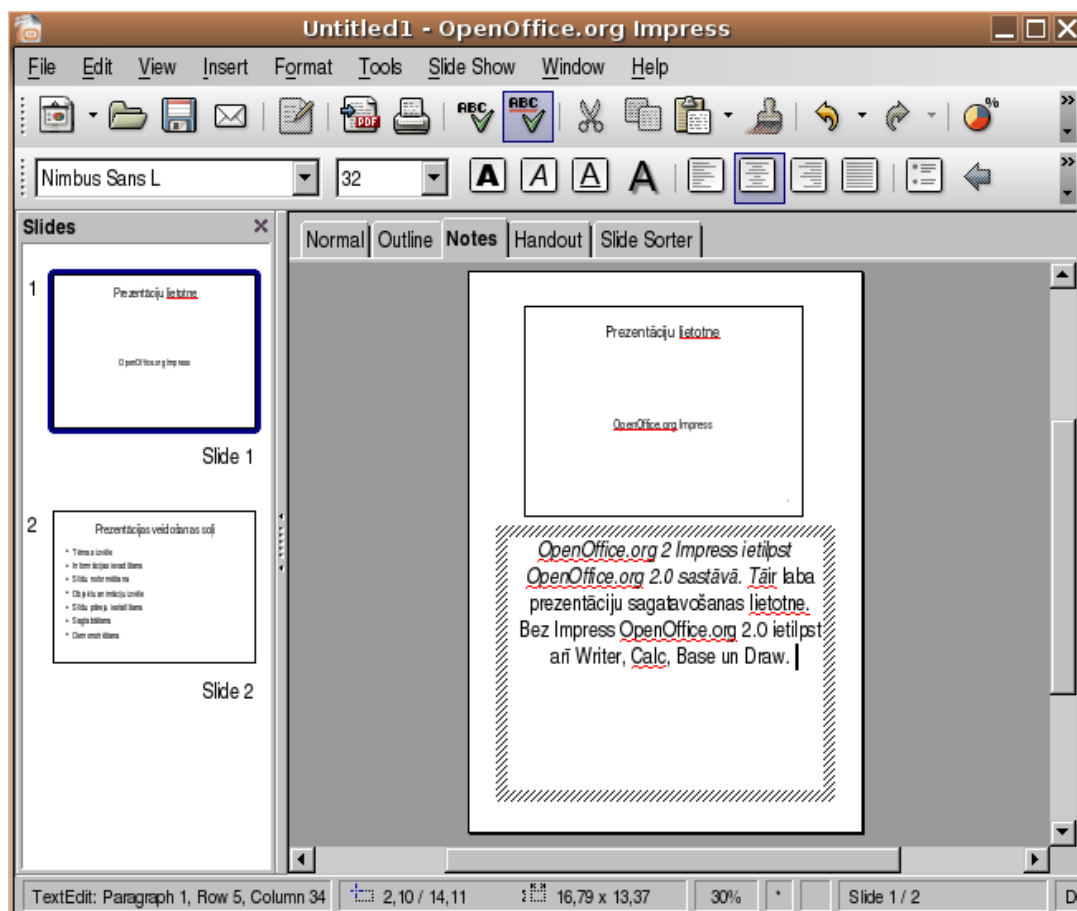 Untitled1 - OpenOffice.org Impress
File Edit View Insert Format Tools Slide Show Window Help
Nimbus Sans L 32
Slides
Normal Outline Notes Handout Slide Sorter
1
Prezentāciju lietotne
OpenOffice.org Impress
Slide 1
2
Prezentācijas veidošanas soļi
Slide 2
Prezentāciju lietotne
OpenOffice.org Impress
OpenOffice.org 2 Impress ietilpst
OpenOffice.org 2.0 sastāvā. Tāir laba
prezentāciju sagatavošanas lietotne.
Bez Impress OpenOffice.org 2.0 ietilpst
arī Writer, Calc, Base un Draw.
TextEdit: Paragraph 1, Row 5, Column 34 2,10 / 14,11 16,79 x 13,37 30% * Slide 1 / 2 D